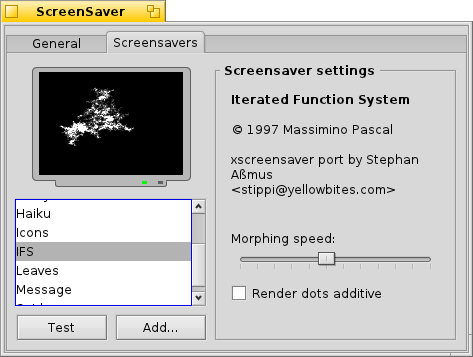 ScreenSaver
General
Screensavers
Screensaver settings
Iterated Function System
© 1997 Massimino Pascal
xscreensaver port by Stephan
Aßmus
<stippi@yellowbites.com>
Haiku
Icons
IFS
Leaves
Message
Morphing speed:
Render dots additive
Test
Add...